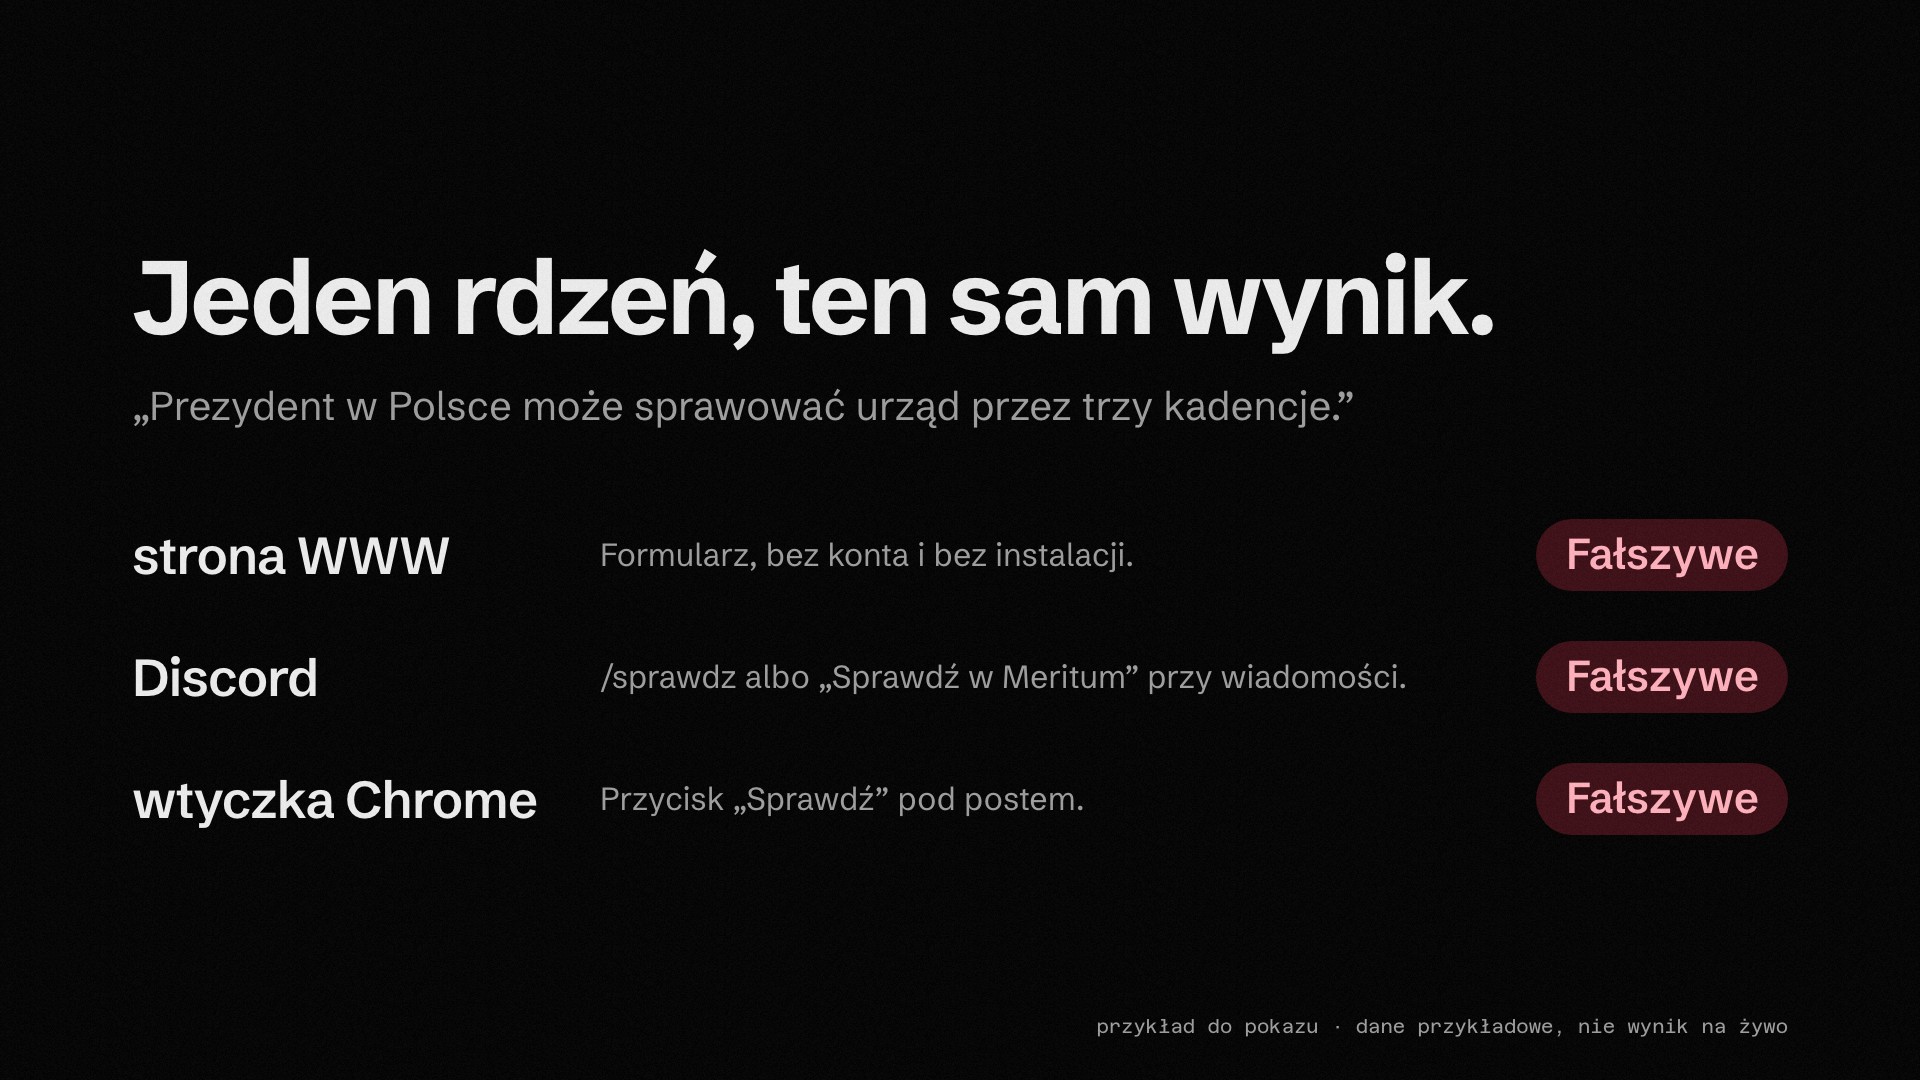 Jeden rdzeń, ten sam wynik.
„Prezydent w Polsce może sprawować urząd przez trzy kadencje.”
strona WWW Formularz, bez konta i bez instalacji. Fałszywe
Discord /sprawdz albo „Sprawdź w Meritum” przy wiadomości. Fałszywe
wtyczka Chrome Przycisk „Sprawdź” pod postem. Fałszywe
przykład do pokazu · dane przykładowe, nie wynik na żywo